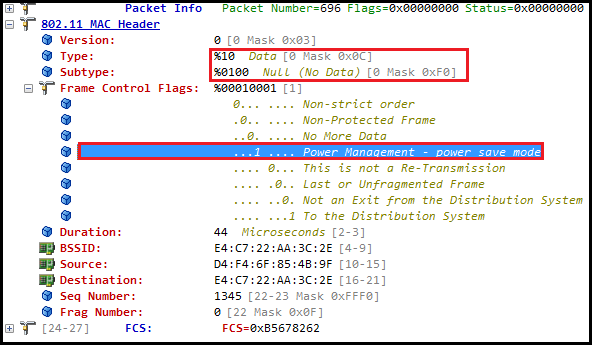 Packet Info Packet Number=696 Flags=0x00000000 Status=0x00000000
802.11 MAC Header
Version: 0 [0 Mask 0x03]
Type: %10 Data [0 Mask 0x0C]
Subtype: %0100 Null (No Data) [0 Mask 0xF0]
Frame Control Flags: %00010001 [1]
0... .... Non-strict order
.0.. .... Non-Protected Frame
..0. .... No More Data
...1 .... Power Management - power save mode
.... 0... This is not a Re-Transmission
.... .0.. Last or Unfragmented Frame
.... ..0. Not an Exit from the Distribution System
.... ...1 To the Distribution System
Duration: 44 Microseconds [2-3]
BSSID: E4:C7:22:AA:3C:2E [4-9]
Source: D4:F4:6F:85:4B:9F [10-15]
Destination: E4:C7:22:AA:3C:2E [16-21]
Seq Number: 1345 [22-23 Mask 0xFFF0]
Frag Number: 0 [22 Mask 0x0F]
[24-27] FCS: FCS=0xB5678262